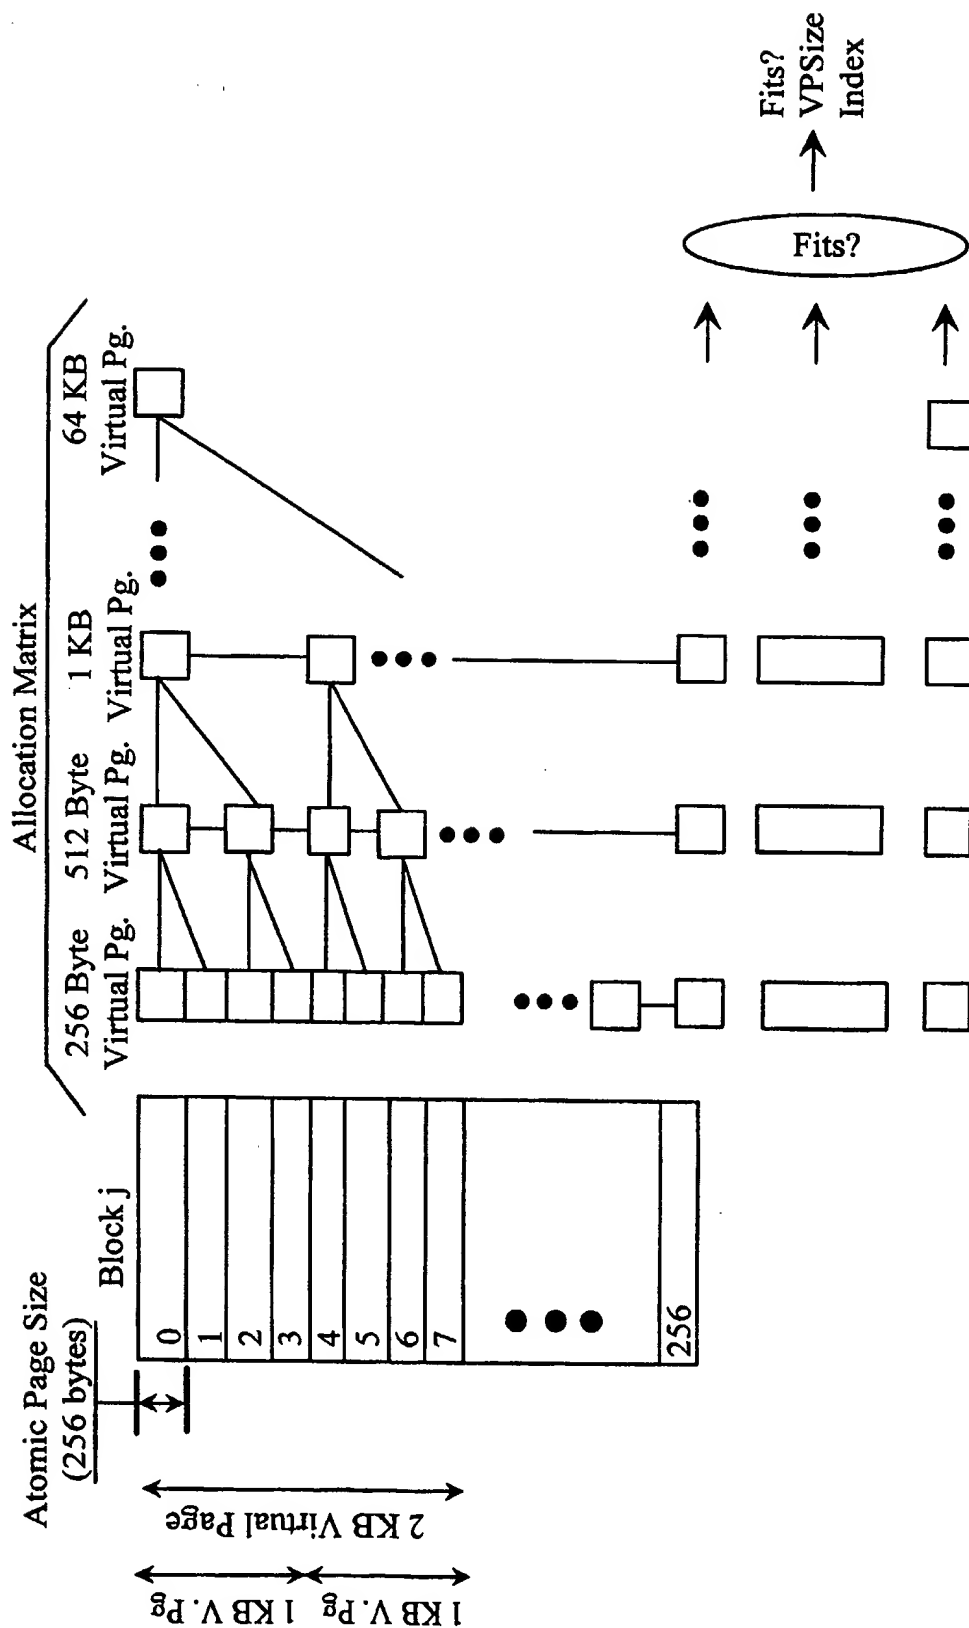 Allocation Matrix
Atomic Page Size
(256 bytes)
Block j
256 Byte
Virtual Pg.
512 Byte
Virtual Pg.
1 KB
Virtual Pg.
64 KB
Virtual Pg.
0
1
2
3
4
5
6
7
256
2 KB Virtual Page
1 KB V. Pg
1 KB V. Pg
Fits?
Fits?
VPSize
Index